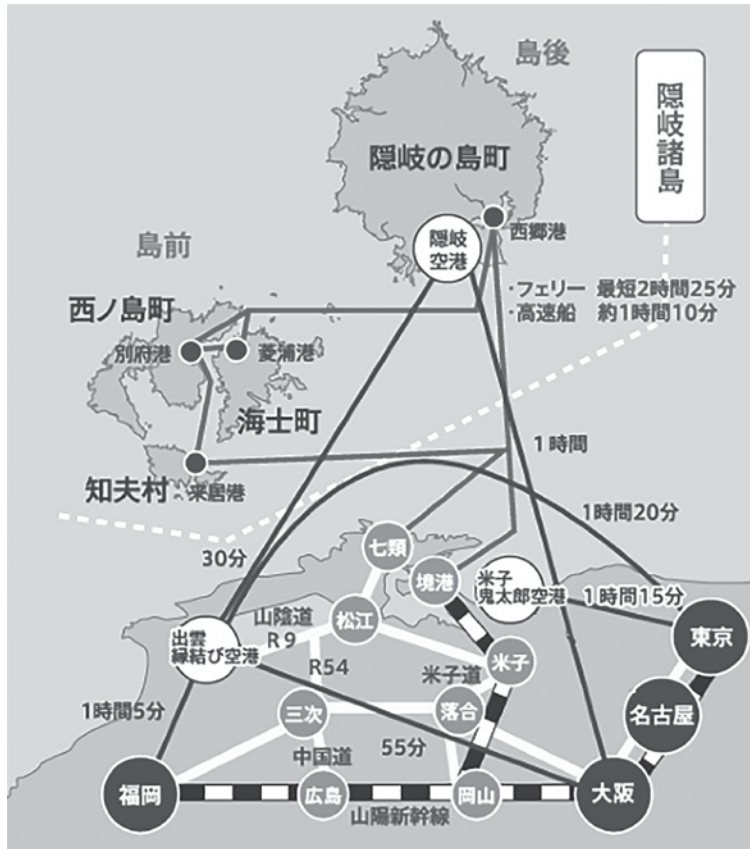 島後
隠岐諸島
隠岐の島町
西郷港
隠岐
空港
島前
・フェリー 最短2時間25分
・高速船 約1時間10分
西ノ島町
別府港
菱浦港
海士町
1時間
知夫村
来居港
1時間20分
30分
七類
境港
米子
鬼太郎空港
1時間15分
山陰道
R9
松江
出雲
縁結び空港
R54
米子道
米子
東京
1時間5分
三次
落合
名古屋
中国道
55分
福岡
広島
岡山
大阪
山陽新幹線